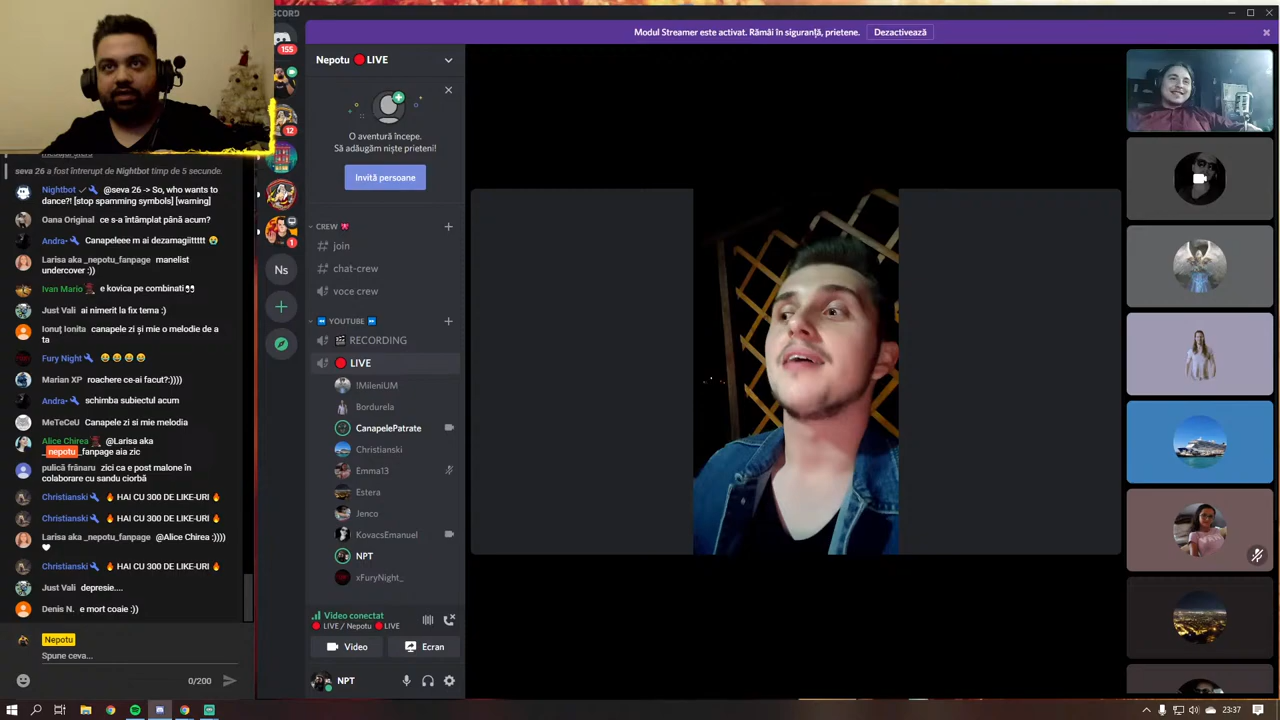 SCORD
Modul Streamer este activat. Rămâi în siguranță, prietene.
Dezactivează
155
12
1
Ns
seva 26 a fost întrerupt de Nightbot timp de 5 secunde.
Nightbot @seva 26 -> So, who wants to
dance?! [stop spamming symbols] [warning]
Oana Original ce s-a întâmplat până acum?
Andra• Canapeleee m ai dezamagiitttt 😭
Larisa aka _nepotu_fanpage manelist
undercover :))
Ivan Mario e kovica pe combinati👀
Just Vali ai nimerit la fix tema :)
Ionuț Ionita canapele zi și mie o melodie de a
ta
Fury Night 😄 😄 😄 😄
Marian XP roachere ce-ai facut?:))))
Andra• schimba subiectul acum
MeTeCeU Canapele zi si mie melodia
Alice Chirea @Larisa aka
_nepotu_fanpage aia zic
pulică frânaru zici ca e post malone în
colaborare cu sandu ciorbă
Christianski 🔥 HAI CU 300 DE LIKE-URI 🔥
Christianski 🔥 HAI CU 300 DE LIKE-URI 🔥
Larisa aka _nepotu_fanpage @Alice Chirea :))))
❤
Christianski 🔥 HAI CU 300 DE LIKE-URI 🔥
Just Vali depresie....
Denis N. e mort coaie :))
Nepotu
Spune ceva...
0/200
Nepotu 🔴LIVE
O aventură începe.
Să adăugăm niște prieteni!
Invită persoane
CREW
join
chat-crew
voce crew
YOUTUBE
RECORDING
LIVE
!MileniUM
Bordurela
CanapelePatrate
Christianski
Emma13
Estera
Jenco
KovacsEmanuel
NPT
xFuryNight_
Video conectat
🔴 LIVE / Nepotu 🔴LIVE
Video
Ecran
NPT
23:37